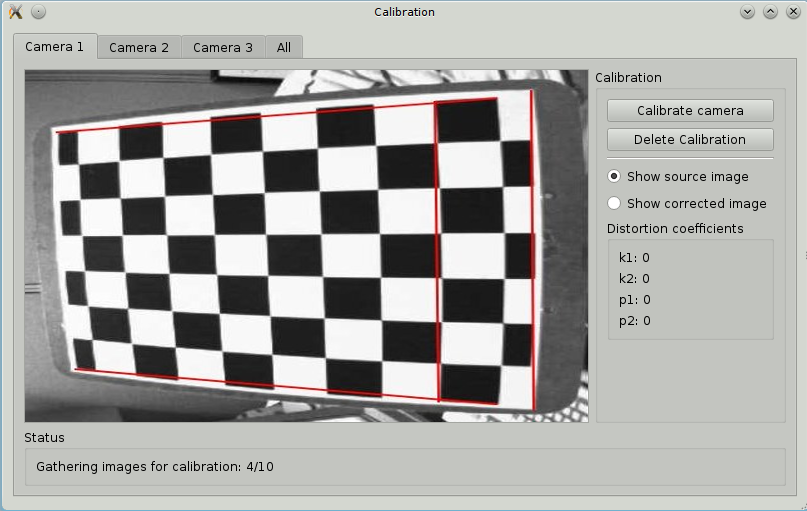 Calibration
Camera 1
Camera 2
Camera 3
All
Calibration
Calibrate camera
Delete Calibration
Show source image
Show corrected image
Distortion coefficients
k1: 0
k2: 0
p1: 0
p2: 0
Status
Gathering images for calibration: 4/10